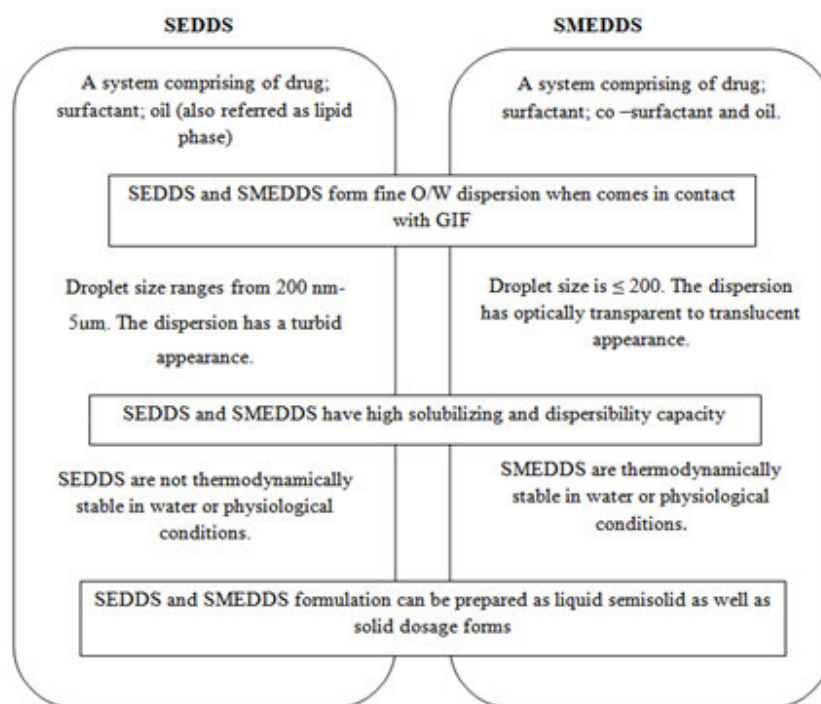 SEDDS
SMEDDS
A system comprising of drug;
surfactant; oil (also referred as lipid
phase)
A system comprising of drug;
surfactant; co –surfactant and oil.
SEDDS and SMEDDS form fine O/W dispersion when comes in contact
with GIF
Droplet size ranges from 200 nm-
5um. The dispersion has a turbid
appearance.
Droplet size is ≤ 200. The dispersion
has optically transparent to translucent
appearance.
SEDDS and SMEDDS have high solubilizing and dispersibility capacity
SEDDS are not thermodynamically
stable in water or physiological
conditions.
SMEDDS are thermodynamically
stable in water or physiological
conditions.
SEDDS and SMEDDS formulation can be prepared as liquid semisolid as well as
solid dosage forms